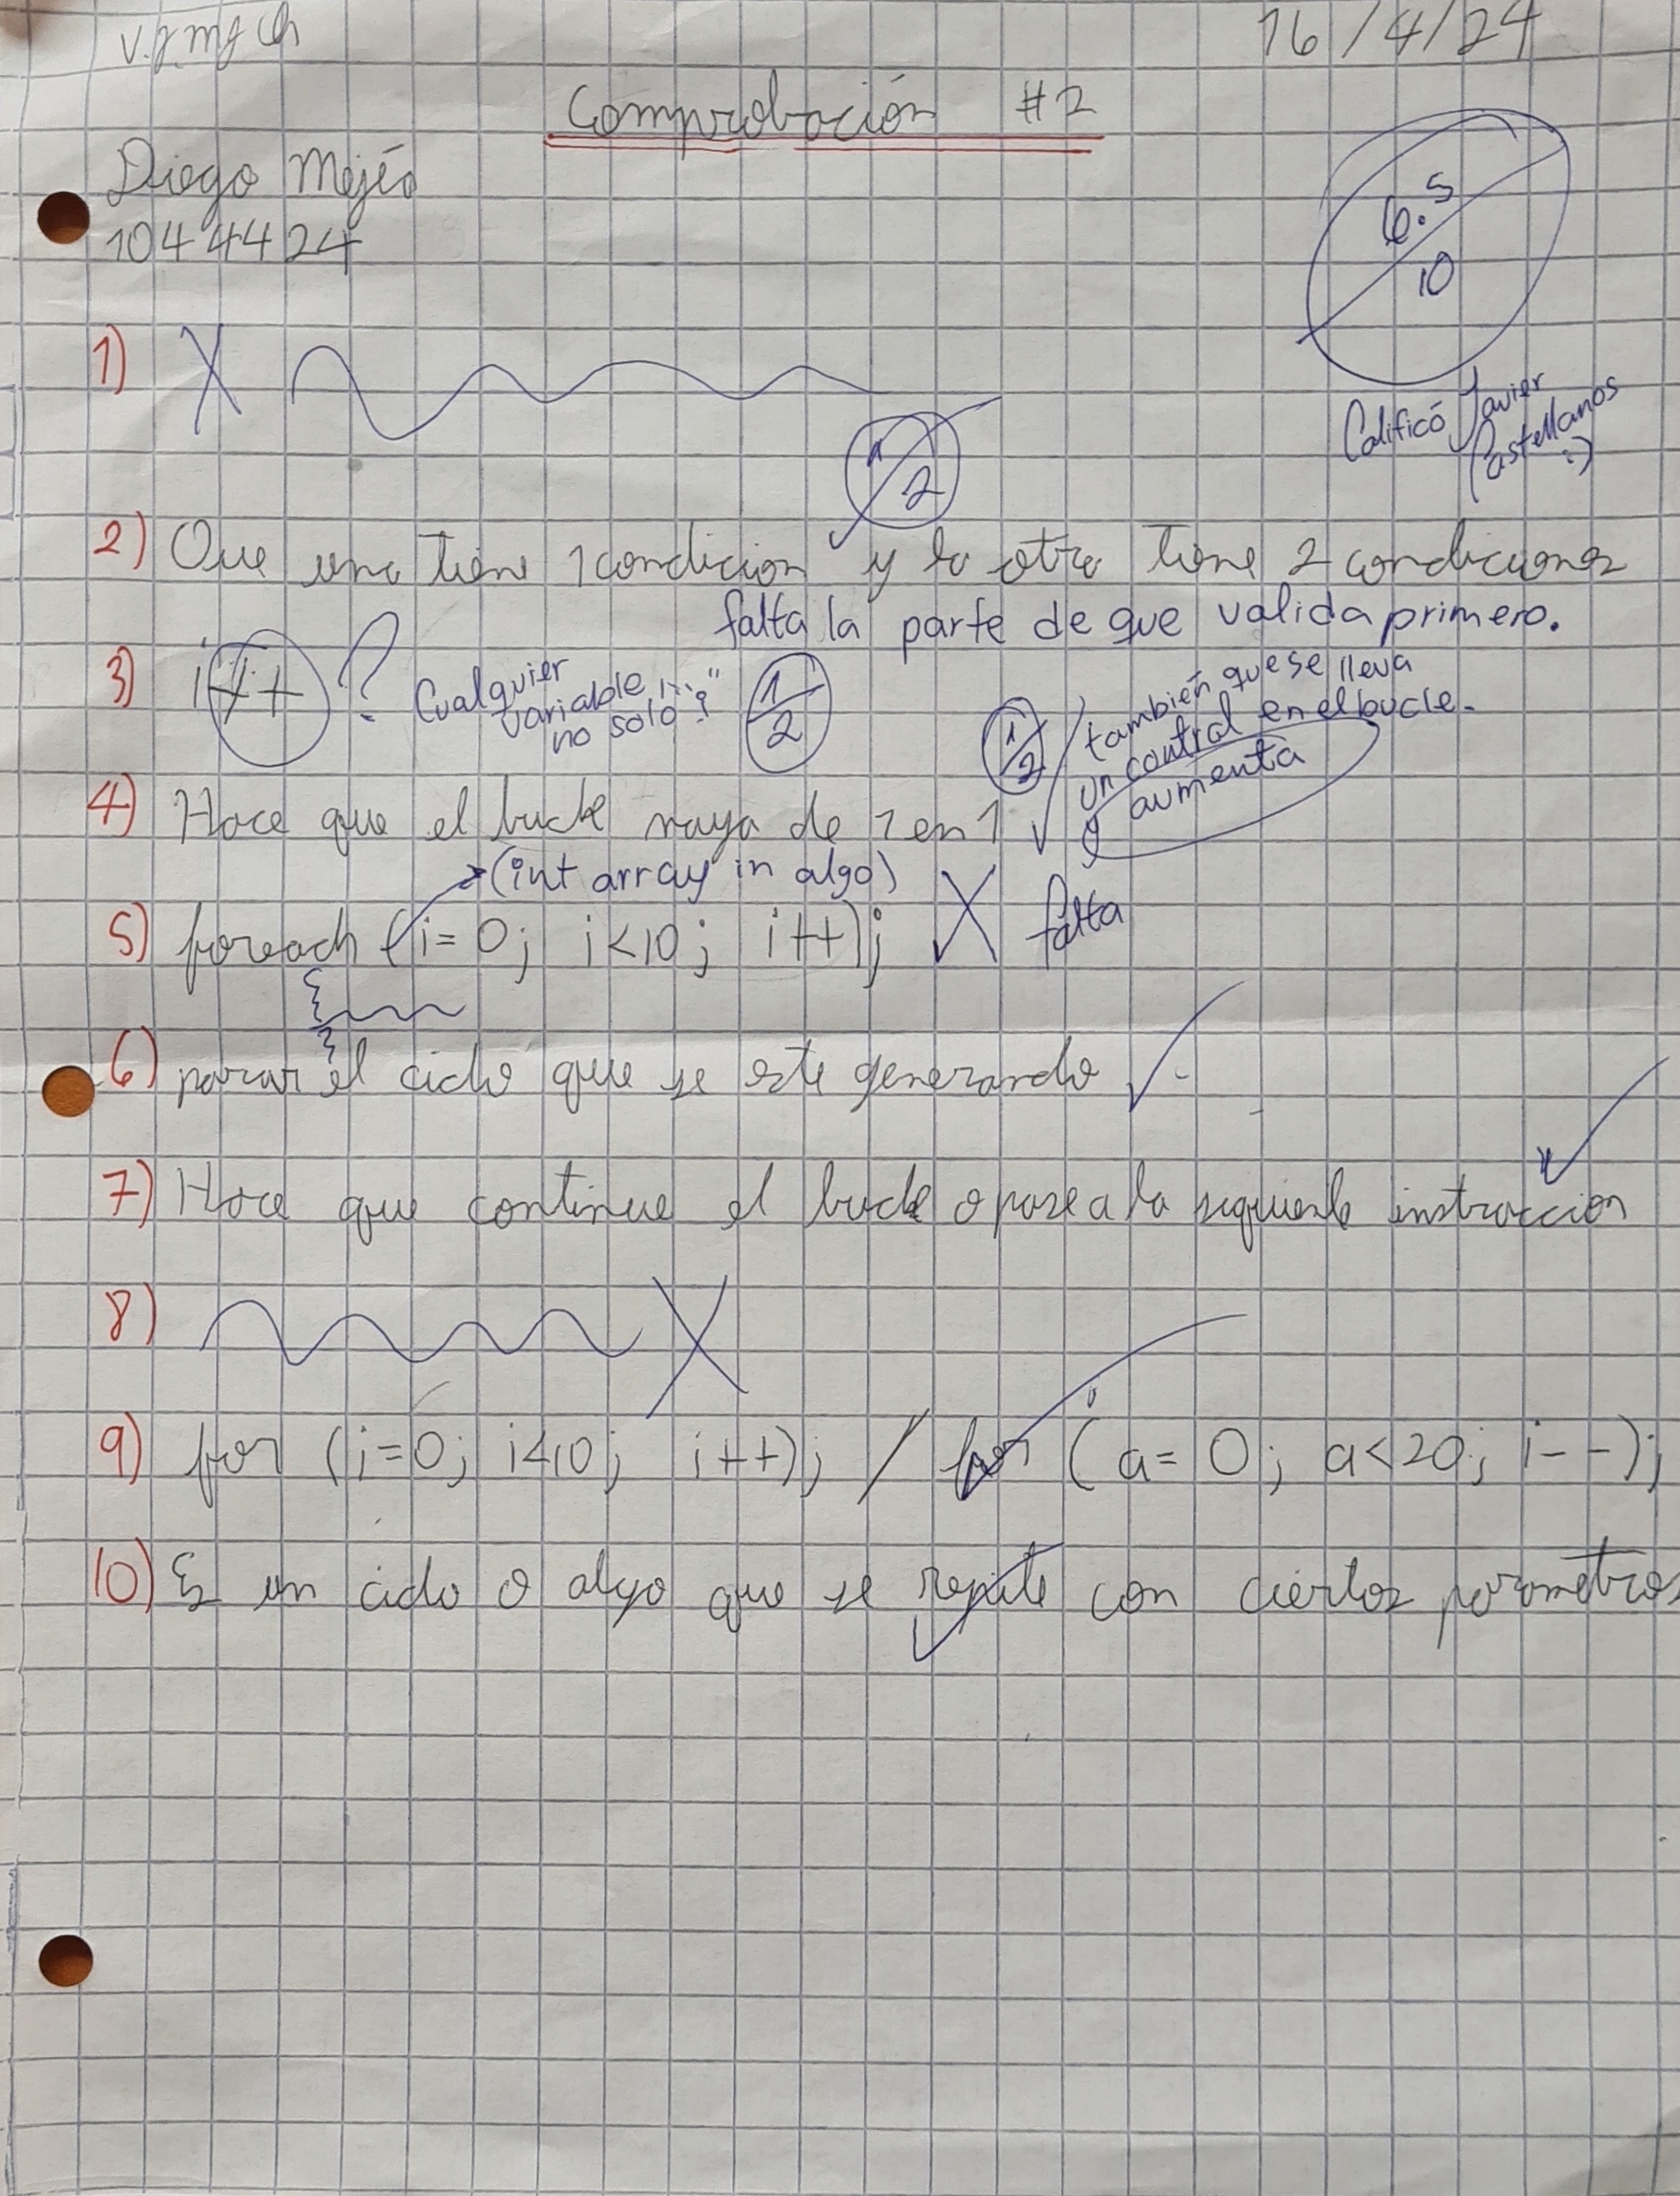 V.J.M.J Ch 16/4/24
Comprobación #2
Diego Mejía
1044424
6.5
10
Calificó Javier
Castellanos
:)
1) X
1/2
2) Que una tiene 1 condicion y la otra tiene 2 condiciones
falta la parte de que valida primero.
3) i++ ? Cualquier
variable
no solo "i" 1/2
4) Hace que el bucle vaya de 1 en 1 1/2 también que se lleva
un control en el bucle.
y aumenta
(int array in algo)
5) foreach (i=0; i<10; i++); X falta
6) parar el ciclo que se este generando
7) Hace que continue el bucle o pase a la siguiente instruccion
8) X
9) for (i=0; i<10; i++); / for (a=0; a<20; i--);
10) Es un ciclo o algo que se repite con ciertos parametros